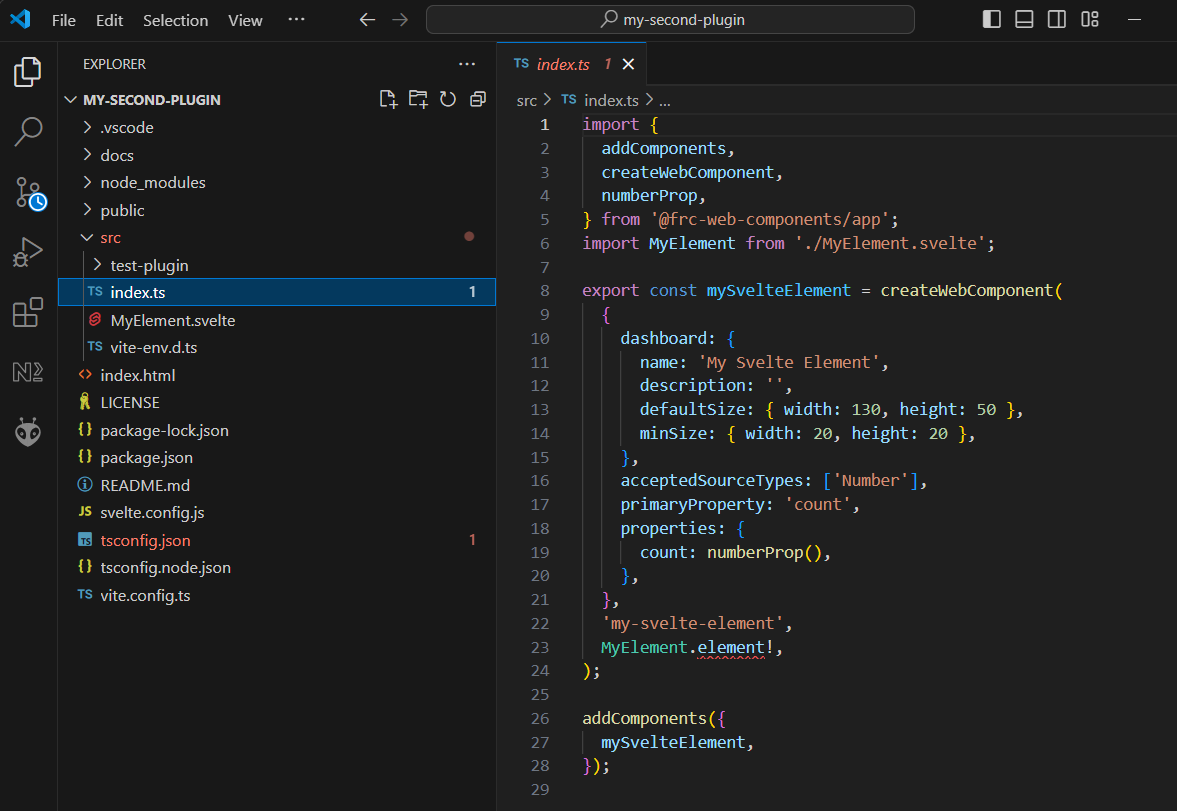 File Edit Selection View ··· my-second-plugin
EXPLORER ···
MY-SECOND-PLUGIN
.vscode
docs
node_modules
public
src
test-plugin
TS index.ts 1
MyElement.svelte
TS vite-env.d.ts
<> index.html
LICENSE
{} package-lock.json
{} package.json
README.md
JS svelte.config.js
TS tsconfig.json 1
{} tsconfig.node.json
TS vite.config.ts
TS index.ts 1
src > TS index.ts > ...
1 import {
2 addComponents,
3 createWebComponent,
4 numberProp,
5 } from '@frc-web-components/app';
6 import MyElement from './MyElement.svelte';
7
8 export const mySvelteElement = createWebComponent(
9 {
10 dashboard: {
11 name: 'My Svelte Element',
12 description: '',
13 defaultSize: { width: 130, height: 50 },
14 minSize: { width: 20, height: 20 },
15 },
16 acceptedSourceTypes: ['Number'],
17 primaryProperty: 'count',
18 properties: {
19 count: numberProp(),
20 },
21 },
22 'my-svelte-element',
23 MyElement.element!,
24 );
25
26 addComponents({
27 mySvelteElement,
28 });
29